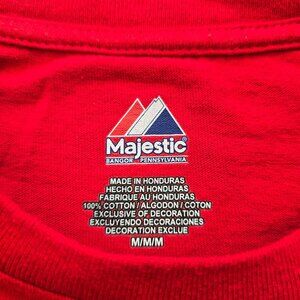 Majestic®
BANGOR • PENNSYLVANIA
MADE IN HONDURAS
HECHO EN HONDURAS
FABRIQUE AU HONDURAS
100% COTTON / ALGODON / COTON
EXCLUSIVE OF DECORATION
EXCLUYENDO DECORACIONES
DECORATION EXCLUE
M/M/M